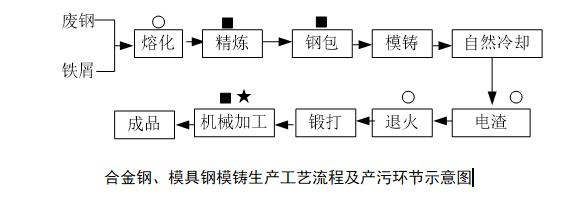 废钢
铁屑
熔化 精炼 钢包 模铸 自然冷却
成品 机械加工 锻打 退火 电渣
合金钢、模具钢模铸生产工艺流程及产污环节示意图